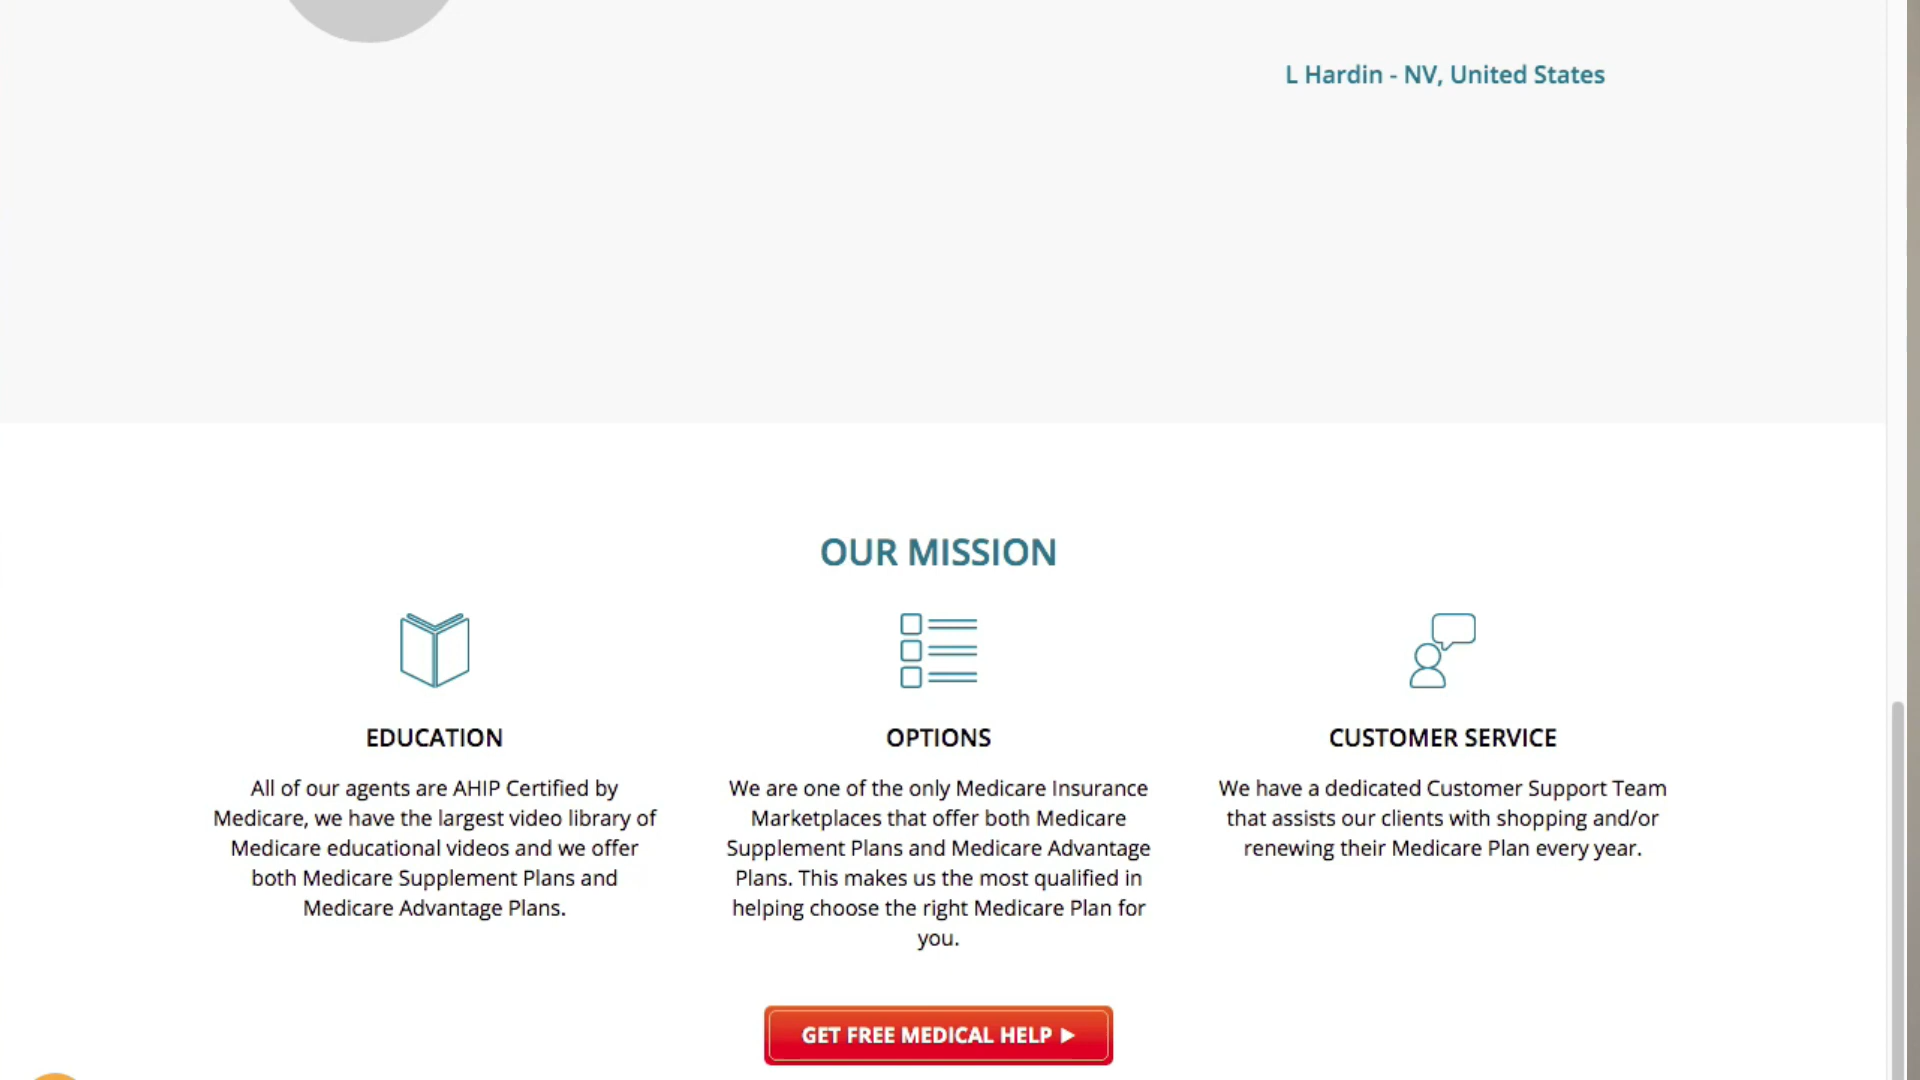 L Hardin - NV, United States
OUR MISSION
EDUCATION
All of our agents are AHIP Certified by
Medicare, we have the largest video library of
Medicare educational videos and we offer
both Medicare Supplement Plans and
Medicare Advantage Plans.
OPTIONS
We are one of the only Medicare Insurance
Marketplaces that offer both Medicare
Supplement Plans and Medicare Advantage
Plans. This makes us the most qualified in
helping choose the right Medicare Plan for
you.
CUSTOMER SERVICE
We have a dedicated Customer Support Team
that assists our clients with shopping and/or
renewing their Medicare Plan every year.
GET FREE MEDICAL HELP ►